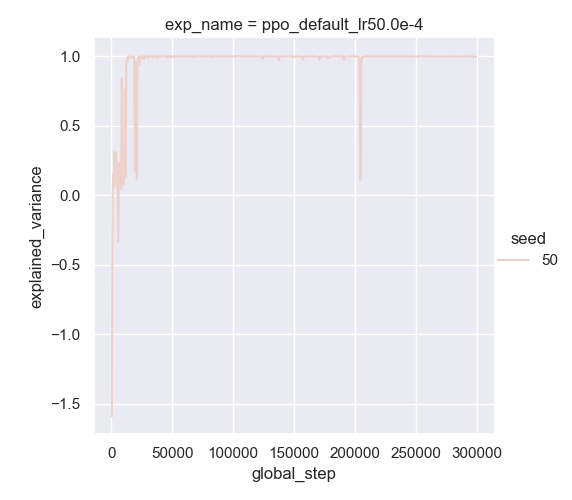 exp_name = ppo_default_lr50.0e-4
1.0
0.5
0.0
−0.5
−1.0
−1.5
explained_variance
0 50000 100000 150000 200000 250000 300000
global_step
seed
50